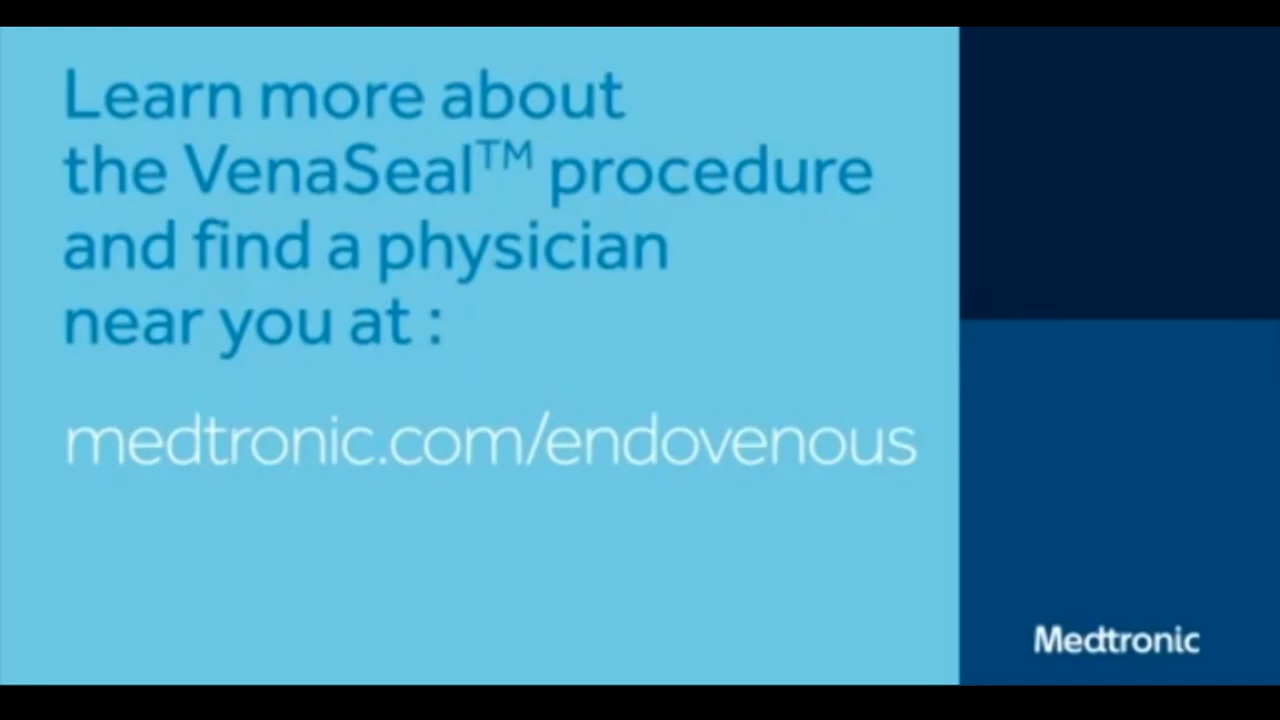 Learn more about
the VenaSeal™ procedure
and find a physician
near you at :
medtronic.com/endovenous
Medtronic